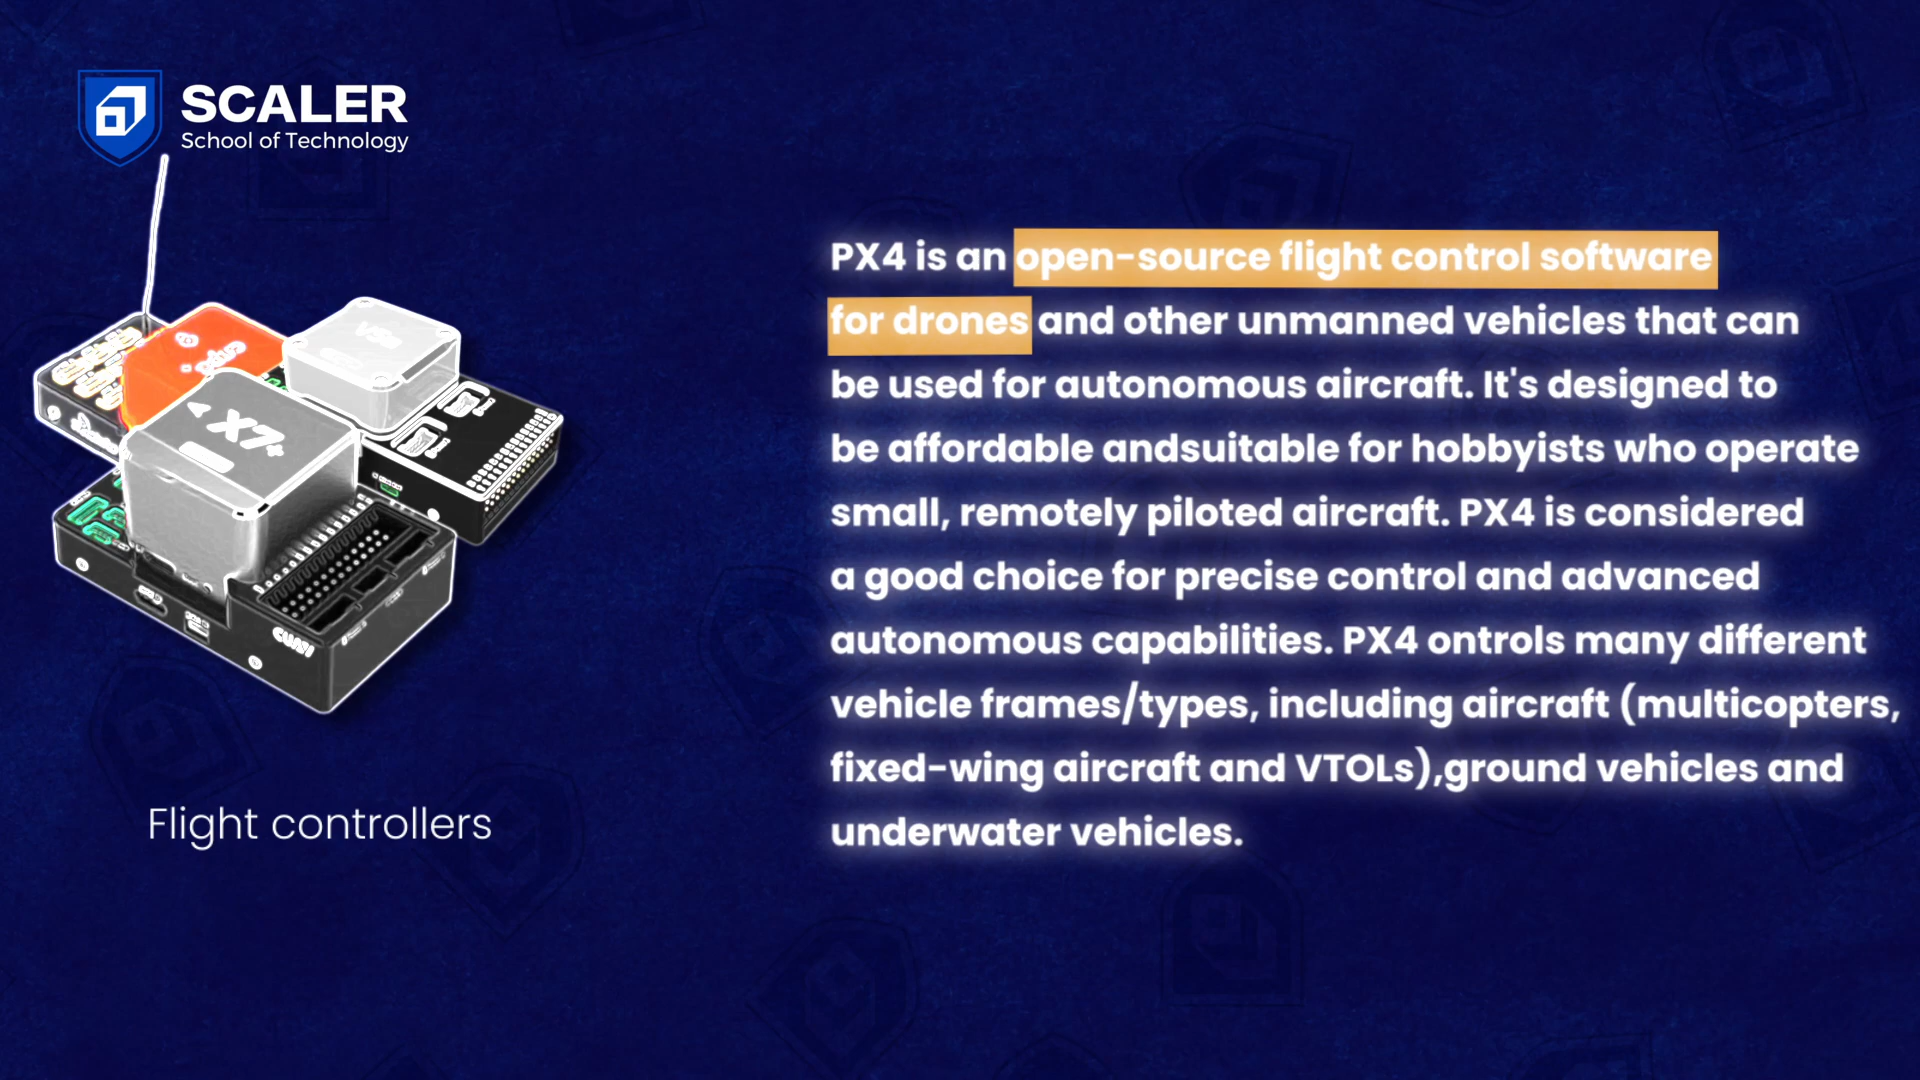 SCALER
School of Technology
PX4 is an open-source flight control software
for drones and other unmanned vehicles that can
be used for autonomous aircraft. It's designed to
be affordable andsuitable for hobbyists who operate
small, remotely piloted aircraft. PX4 is considered
a good choice for precise control and advanced
autonomous capabilities. PX4 ontrols many different
vehicle frames/types, including aircraft (multicopters,
fixed-wing aircraft and VTOLs),ground vehicles and
underwater vehicles.
X7+
CUAV
Flight controllers